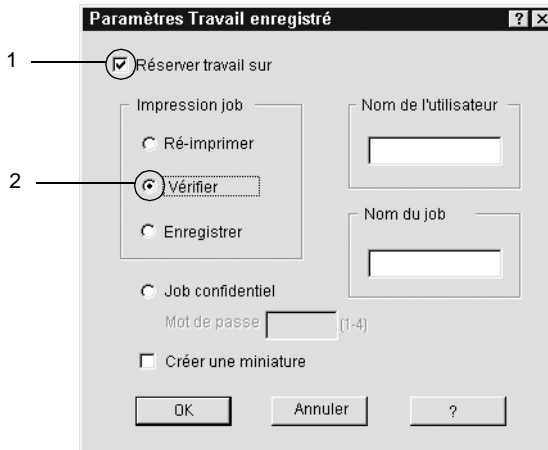 Paramètres Travail enregistré ? ×
1
Réserver travail sur
Impression job
Ré-imprimer
2
Vérifier
Enregistrer
Nom de l'utilisateur
Nom du job
Job confidentiel
Mot de passe (1-4)
Créer une miniature
OK Annuler ?